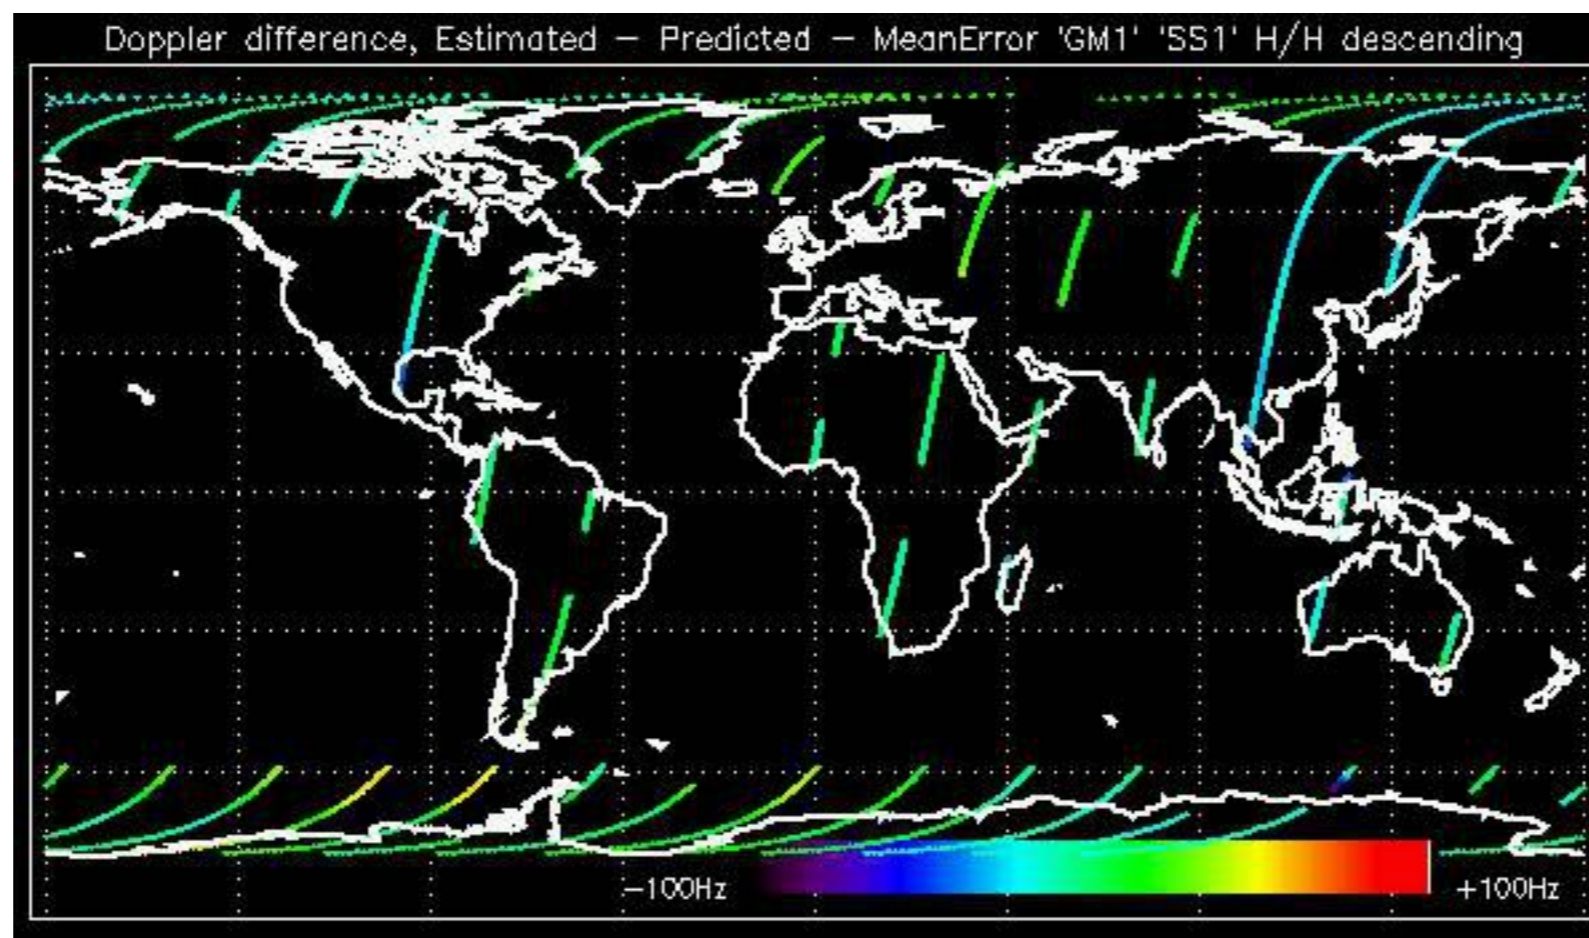 Doppler difference, Estimated – Predicted – MeanError 'GM1' 'SS1' H/H descending
–100Hz +100Hz